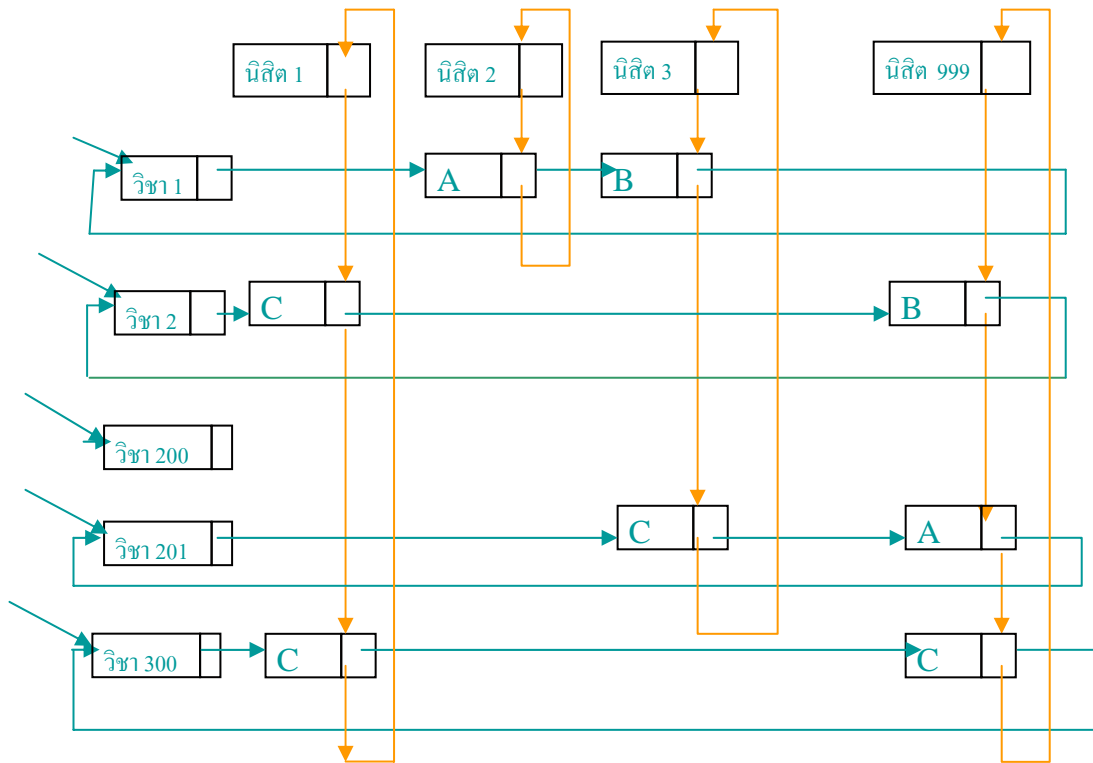 นิสิต 1 นิสิต 2 นิสิต 3 นิสิต 999
วิชา 1 A B
วิชา 2 C B
วิชา 200
วิชา 201 C A
วิชา 300 C C